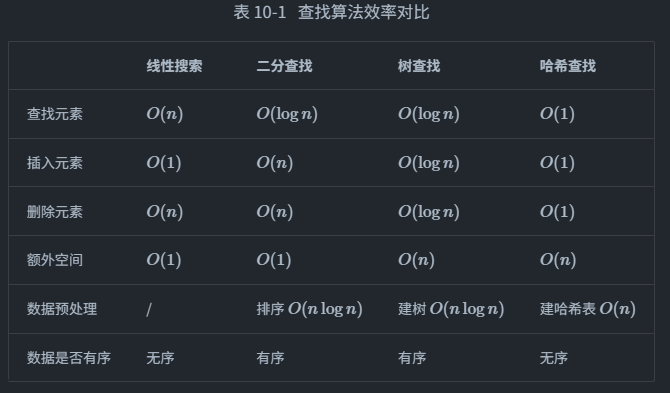 表 10-1 查找算法效率对比
线性搜索 二分查找 树查找 哈希查找
查找元素 O(n) O(log n) O(log n) O(1)
插入元素 O(1) O(n) O(log n) O(1)
删除元素 O(n) O(n) O(log n) O(1)
额外空间 O(1) O(1) O(n) O(n)
数据预处理 / 排序 O(n log n) 建树 O(n log n) 建哈希表 O(n)
数据是否有序 无序 有序 有序 无序